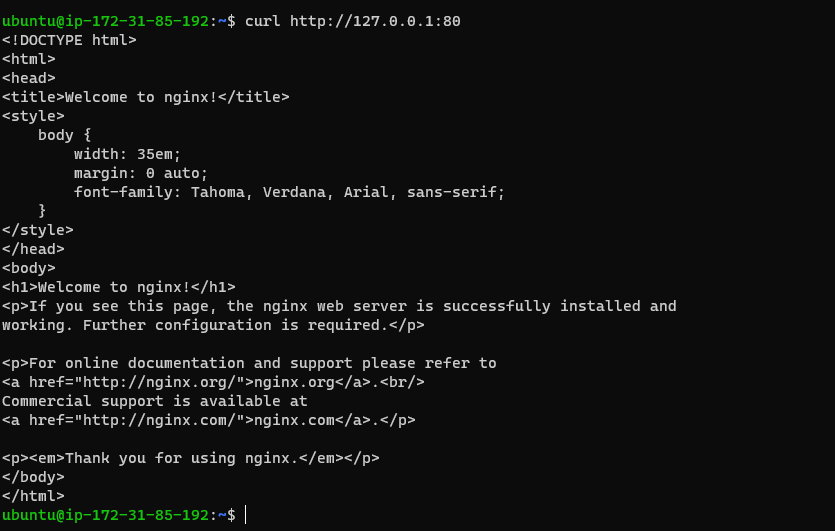 ubuntu@ip-172-31-85-192:~$ curl http://127.0.0.1:80
<!DOCTYPE html>
<html>
<head>
<title>Welcome to nginx!</title>
<style>
    body {
        width: 35em;
        margin: 0 auto;
        font-family: Tahoma, Verdana, Arial, sans-serif;
    }
</style>
</head>
<body>
<h1>Welcome to nginx!</h1>
<p>If you see this page, the nginx web server is successfully installed and
working. Further configuration is required.</p>

<p>For online documentation and support please refer to
<a href="http://nginx.org/">nginx.org</a>.<br/>
Commercial support is available at
<a href="http://nginx.com/">nginx.com</a>.</p>

<p><em>Thank you for using nginx.</em></p>
</body>
</html>
ubuntu@ip-172-31-85-192:~$